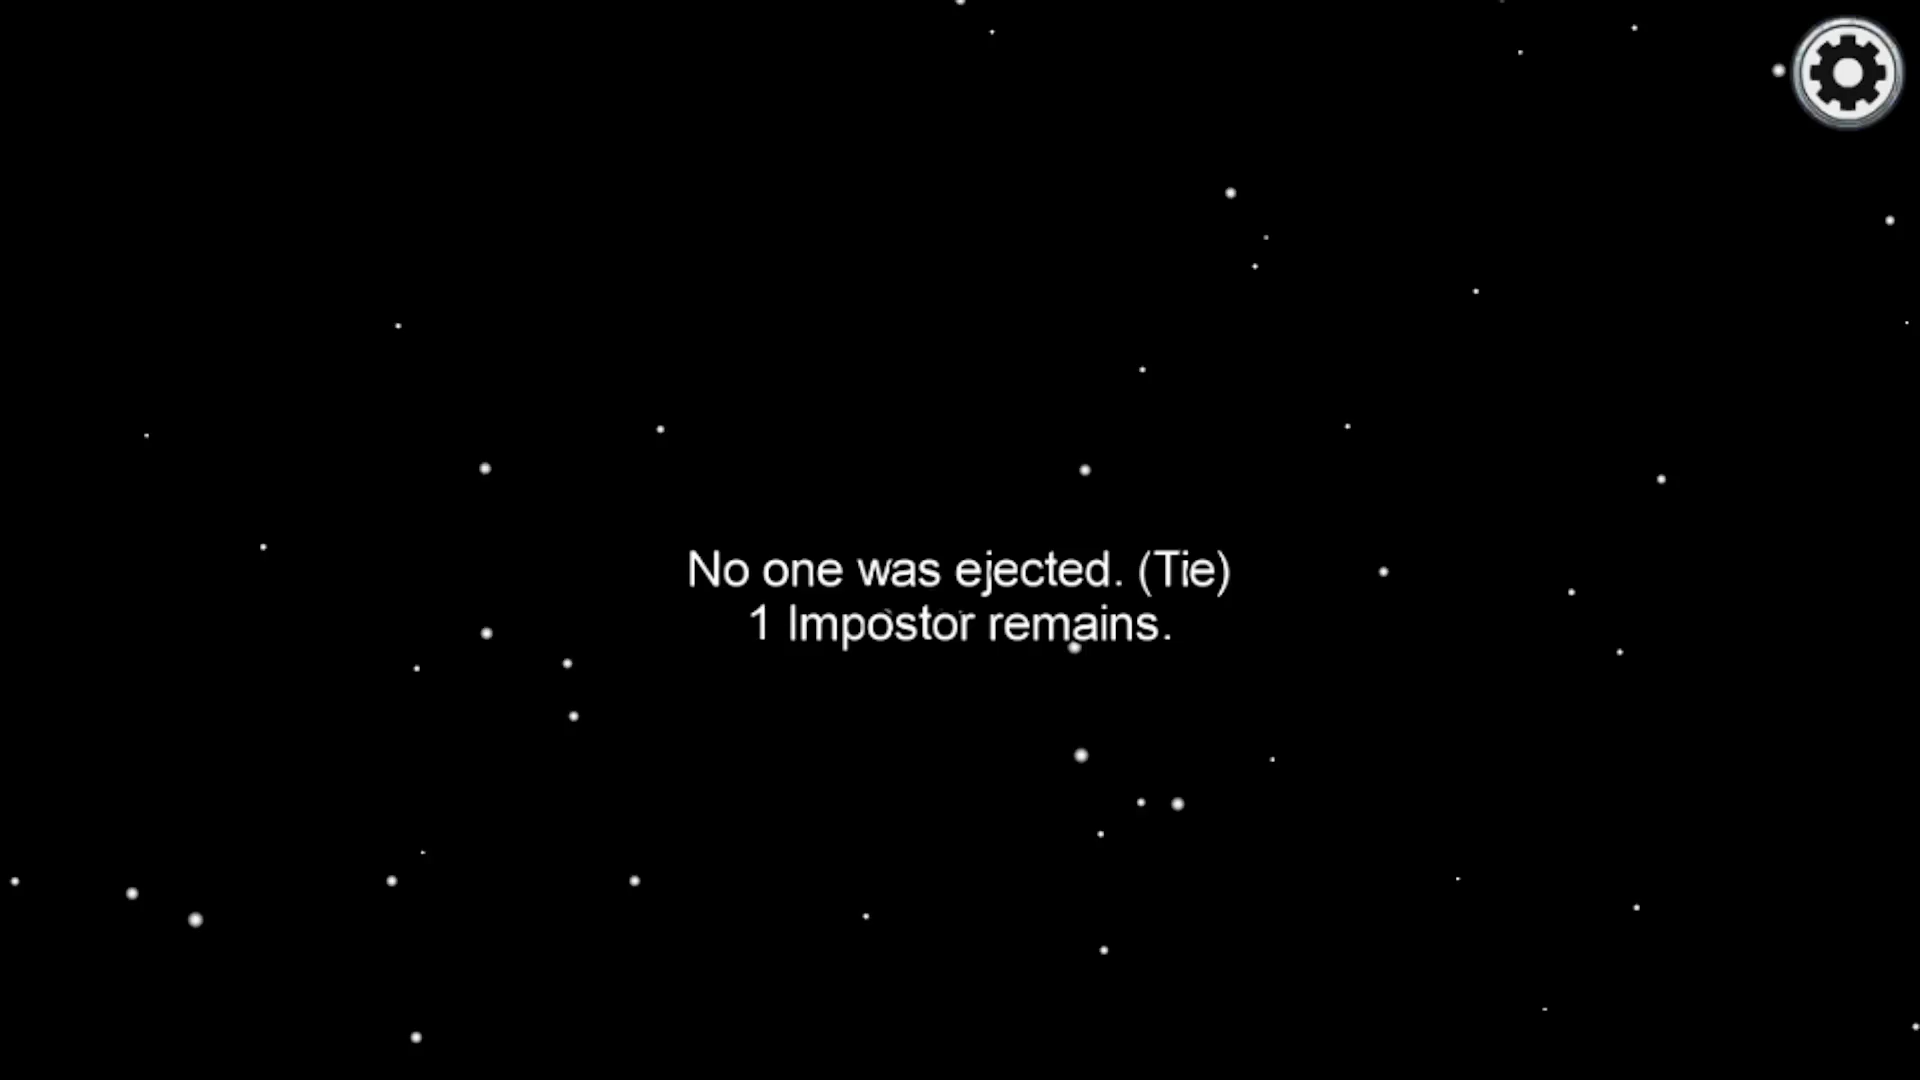 No one was ejected. (Tie)
1 Impostor remains.